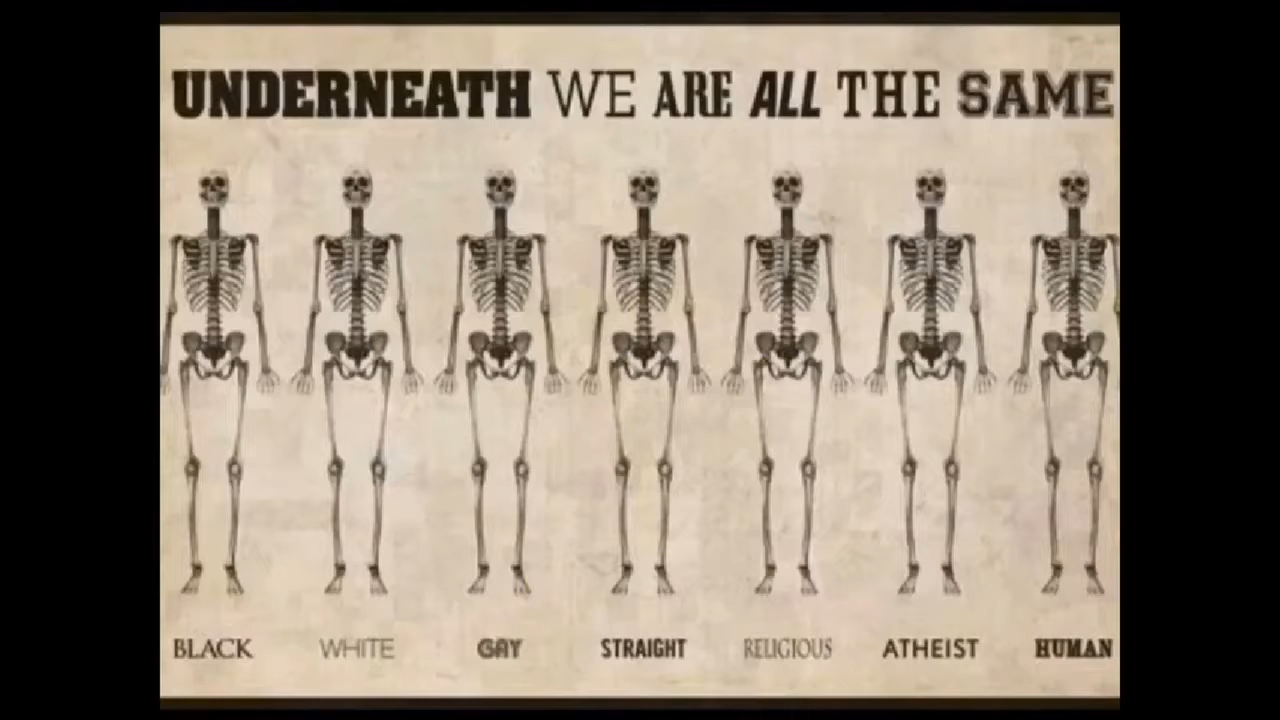 UNDERNEATH WE ARE ALL THE SAME
BLACK WHITE GAY STRAIGHT RELIGIOUS ATHEIST HUMAN